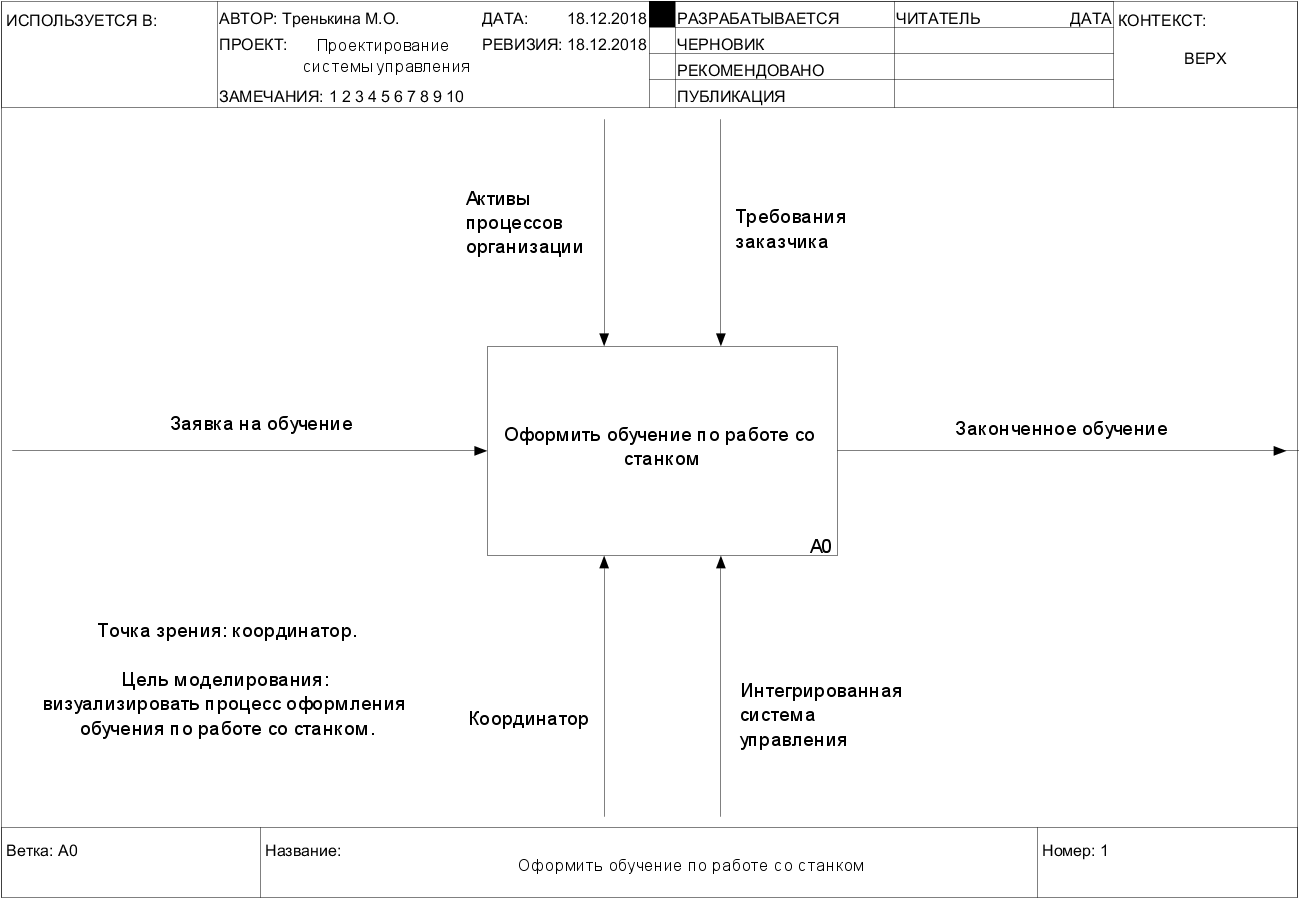 ИСПОЛЬЗУЕТСЯ В:
АВТОР: Тренькина М.О.
ДАТА: 18.12.2018
ПРОЕКТ: Проектирование
системы управления
РЕВИЗИЯ: 18.12.2018
ЗАМЕЧАНИЯ: 1 2 3 4 5 6 7 8 9 10
РАЗРАБАТЫВАЕТСЯ
ЧЕРНОВИК
РЕКОМЕНДОВАНО
ПУБЛИКАЦИЯ
ЧИТАТЕЛЬ
ДАТА
КОНТЕКСТ:
ВЕРХ
Активы
процессов
организации
Требования
заказчика
Заявка на обучение
Оформить обучение по работе со
станком
A0
Законченное обучение
Точка зрения: координатор.
Цель моделирования:
визуализировать процесс оформления
обучения по работе со станком.
Координатор
Интегрированная
система
управления
Ветка: A0
Название:
Оформить обучение по работе со станком
Номер: 1